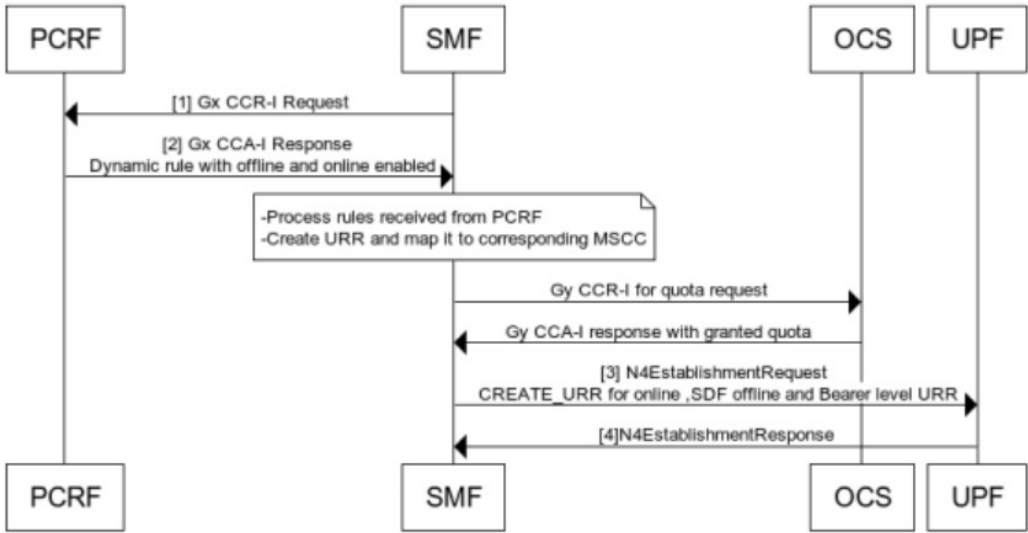 PCRF
SMF
OCS
UPF
[1] Gx CCR-I Request
[2] Gx CCA-I Response
Dynamic rule with offline and online enabled
-Process rules received from PCRF
-Create URR and map it to corresponding MSCC
Gy CCR-I for quota request
Gy CCA-I response with granted quota
[3] N4EstablishmentRequest
CREATE_URR for online ,SDF offline and Bearer level URR
[4]N4EstablishmentResponse
PCRF
SMF
OCS
UPF